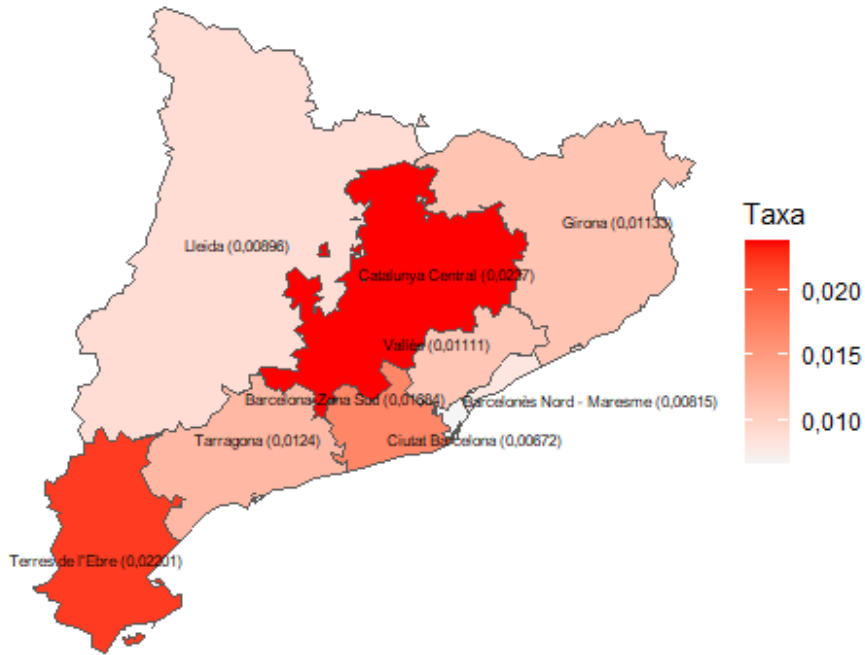 Taxa
Girona (0,01133)
Lleida (0,00896)
Catalunya Central (0,0237)
0,020
Vallès (0,01111)
0,015
Barcelona-Zona Sud (0,01684)
Barcelonès Nord - Maresme (0,00815)
0,010
Tarragona (0,0124)
Ciutat Barcelona (0,00672)
Terres de l"Ebre (0,02201)